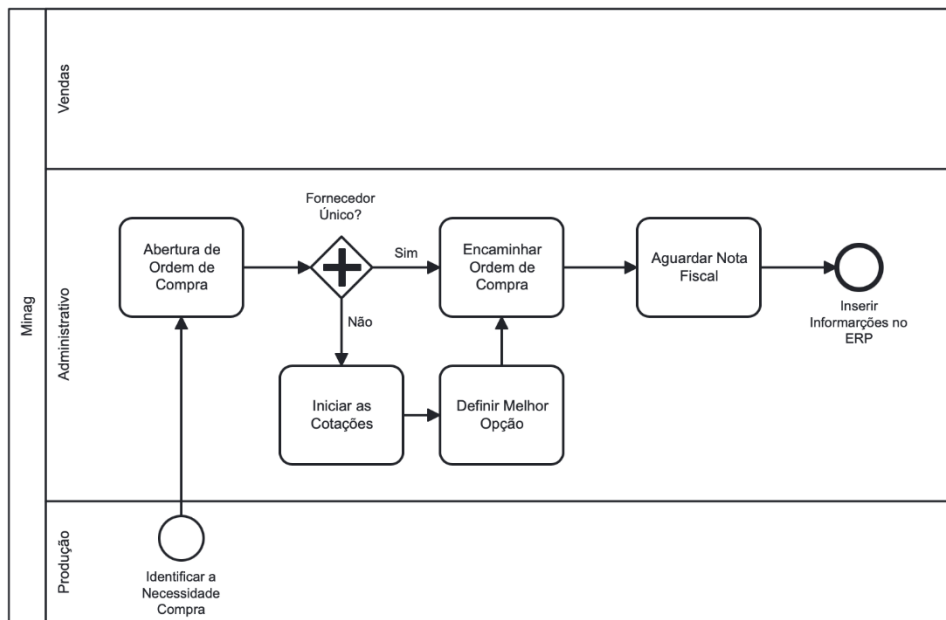 Minag
Vendas
Administrativo
Produção
Fornecedor
Único?
Abertura de
Ordem de
Compra
Sim
Encaminhar
Ordem de
Compra
Aguardar Nota
Fiscal
Inserir
Informarções no
ERP
Não
Iniciar as
Cotações
Definir Melhor
Opção
Identificar a
Necessidade
Compra